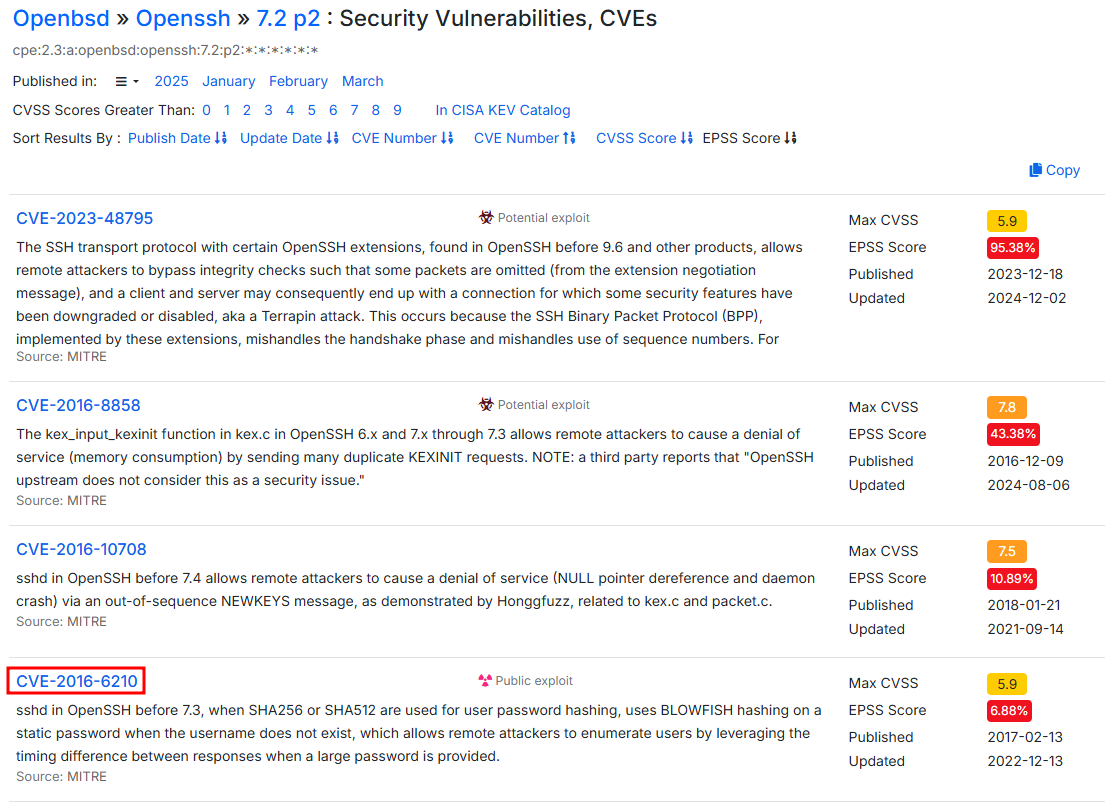 Openbsd » Openssh » 7.2 p2 : Security Vulnerabilities, CVEs
cpe:2.3:a:openbsd:openssh:7.2:p2:*:*:*:*:*:*
Published in: 2025 January February March
CVSS Scores Greater Than: 0 1 2 3 4 5 6 7 8 9 In CISA KEV Catalog
Sort Results By : Publish Date Update Date CVE Number CVE Number CVSS Score EPSS Score
Copy
CVE-2023-48795
Potential exploit
The SSH transport protocol with certain OpenSSH extensions, found in OpenSSH before 9.6 and other products, allows
remote attackers to bypass integrity checks such that some packets are omitted (from the extension negotiation
message), and a client and server may consequently end up with a connection for which some security features have
been downgraded or disabled, aka a Terrapin attack. This occurs because the SSH Binary Packet Protocol (BPP),
implemented by these extensions, mishandles the handshake phase and mishandles use of sequence numbers. For
Source: MITRE
Max CVSS 5.9
EPSS Score 95.38%
Published 2023-12-18
Updated 2024-12-02
CVE-2016-8858
Potential exploit
The kex_input_kexinit function in kex.c in OpenSSH 6.x and 7.x through 7.3 allows remote attackers to cause a denial of
service (memory consumption) by sending many duplicate KEXINIT requests. NOTE: a third party reports that "OpenSSH
upstream does not consider this as a security issue."
Source: MITRE
Max CVSS 7.8
EPSS Score 43.38%
Published 2016-12-09
Updated 2024-08-06
CVE-2016-10708
sshd in OpenSSH before 7.4 allows remote attackers to cause a denial of service (NULL pointer dereference and daemon
crash) via an out-of-sequence NEWKEYS message, as demonstrated by Honggfuzz, related to kex.c and packet.c.
Source: MITRE
Max CVSS 7.5
EPSS Score 10.89%
Published 2018-01-21
Updated 2021-09-14
CVE-2016-6210
Public exploit
sshd in OpenSSH before 7.3, when SHA256 or SHA512 are used for user password hashing, uses BLOWFISH hashing on a
static password when the username does not exist, which allows remote attackers to enumerate users by leveraging the
timing difference between responses when a large password is provided.
Source: MITRE
Max CVSS 5.9
EPSS Score 6.88%
Published 2017-02-13
Updated 2022-12-13